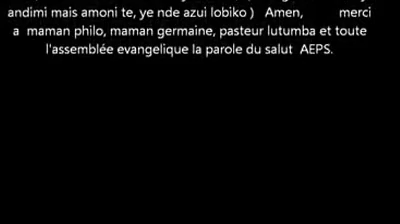 andimi mais amoni te, ye nde azui lobiko ) Amen, merci
a maman philo, maman germaine, pasteur lutumba et toute
l'assemblée evangelique la parole du salut AEPS.